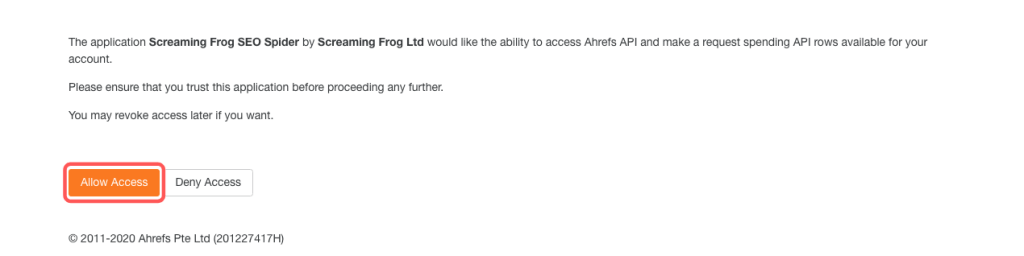 The application Screaming Frog SEO Spider by Screaming Frog Ltd would like the ability to access Ahrefs API and make a request spending API rows available for your
account.
Please ensure that you trust this application before proceeding any further.
You may revoke access later if you want.
Allow Access Deny Access
© 2011-2020 Ahrefs Pte Ltd (201227417H)